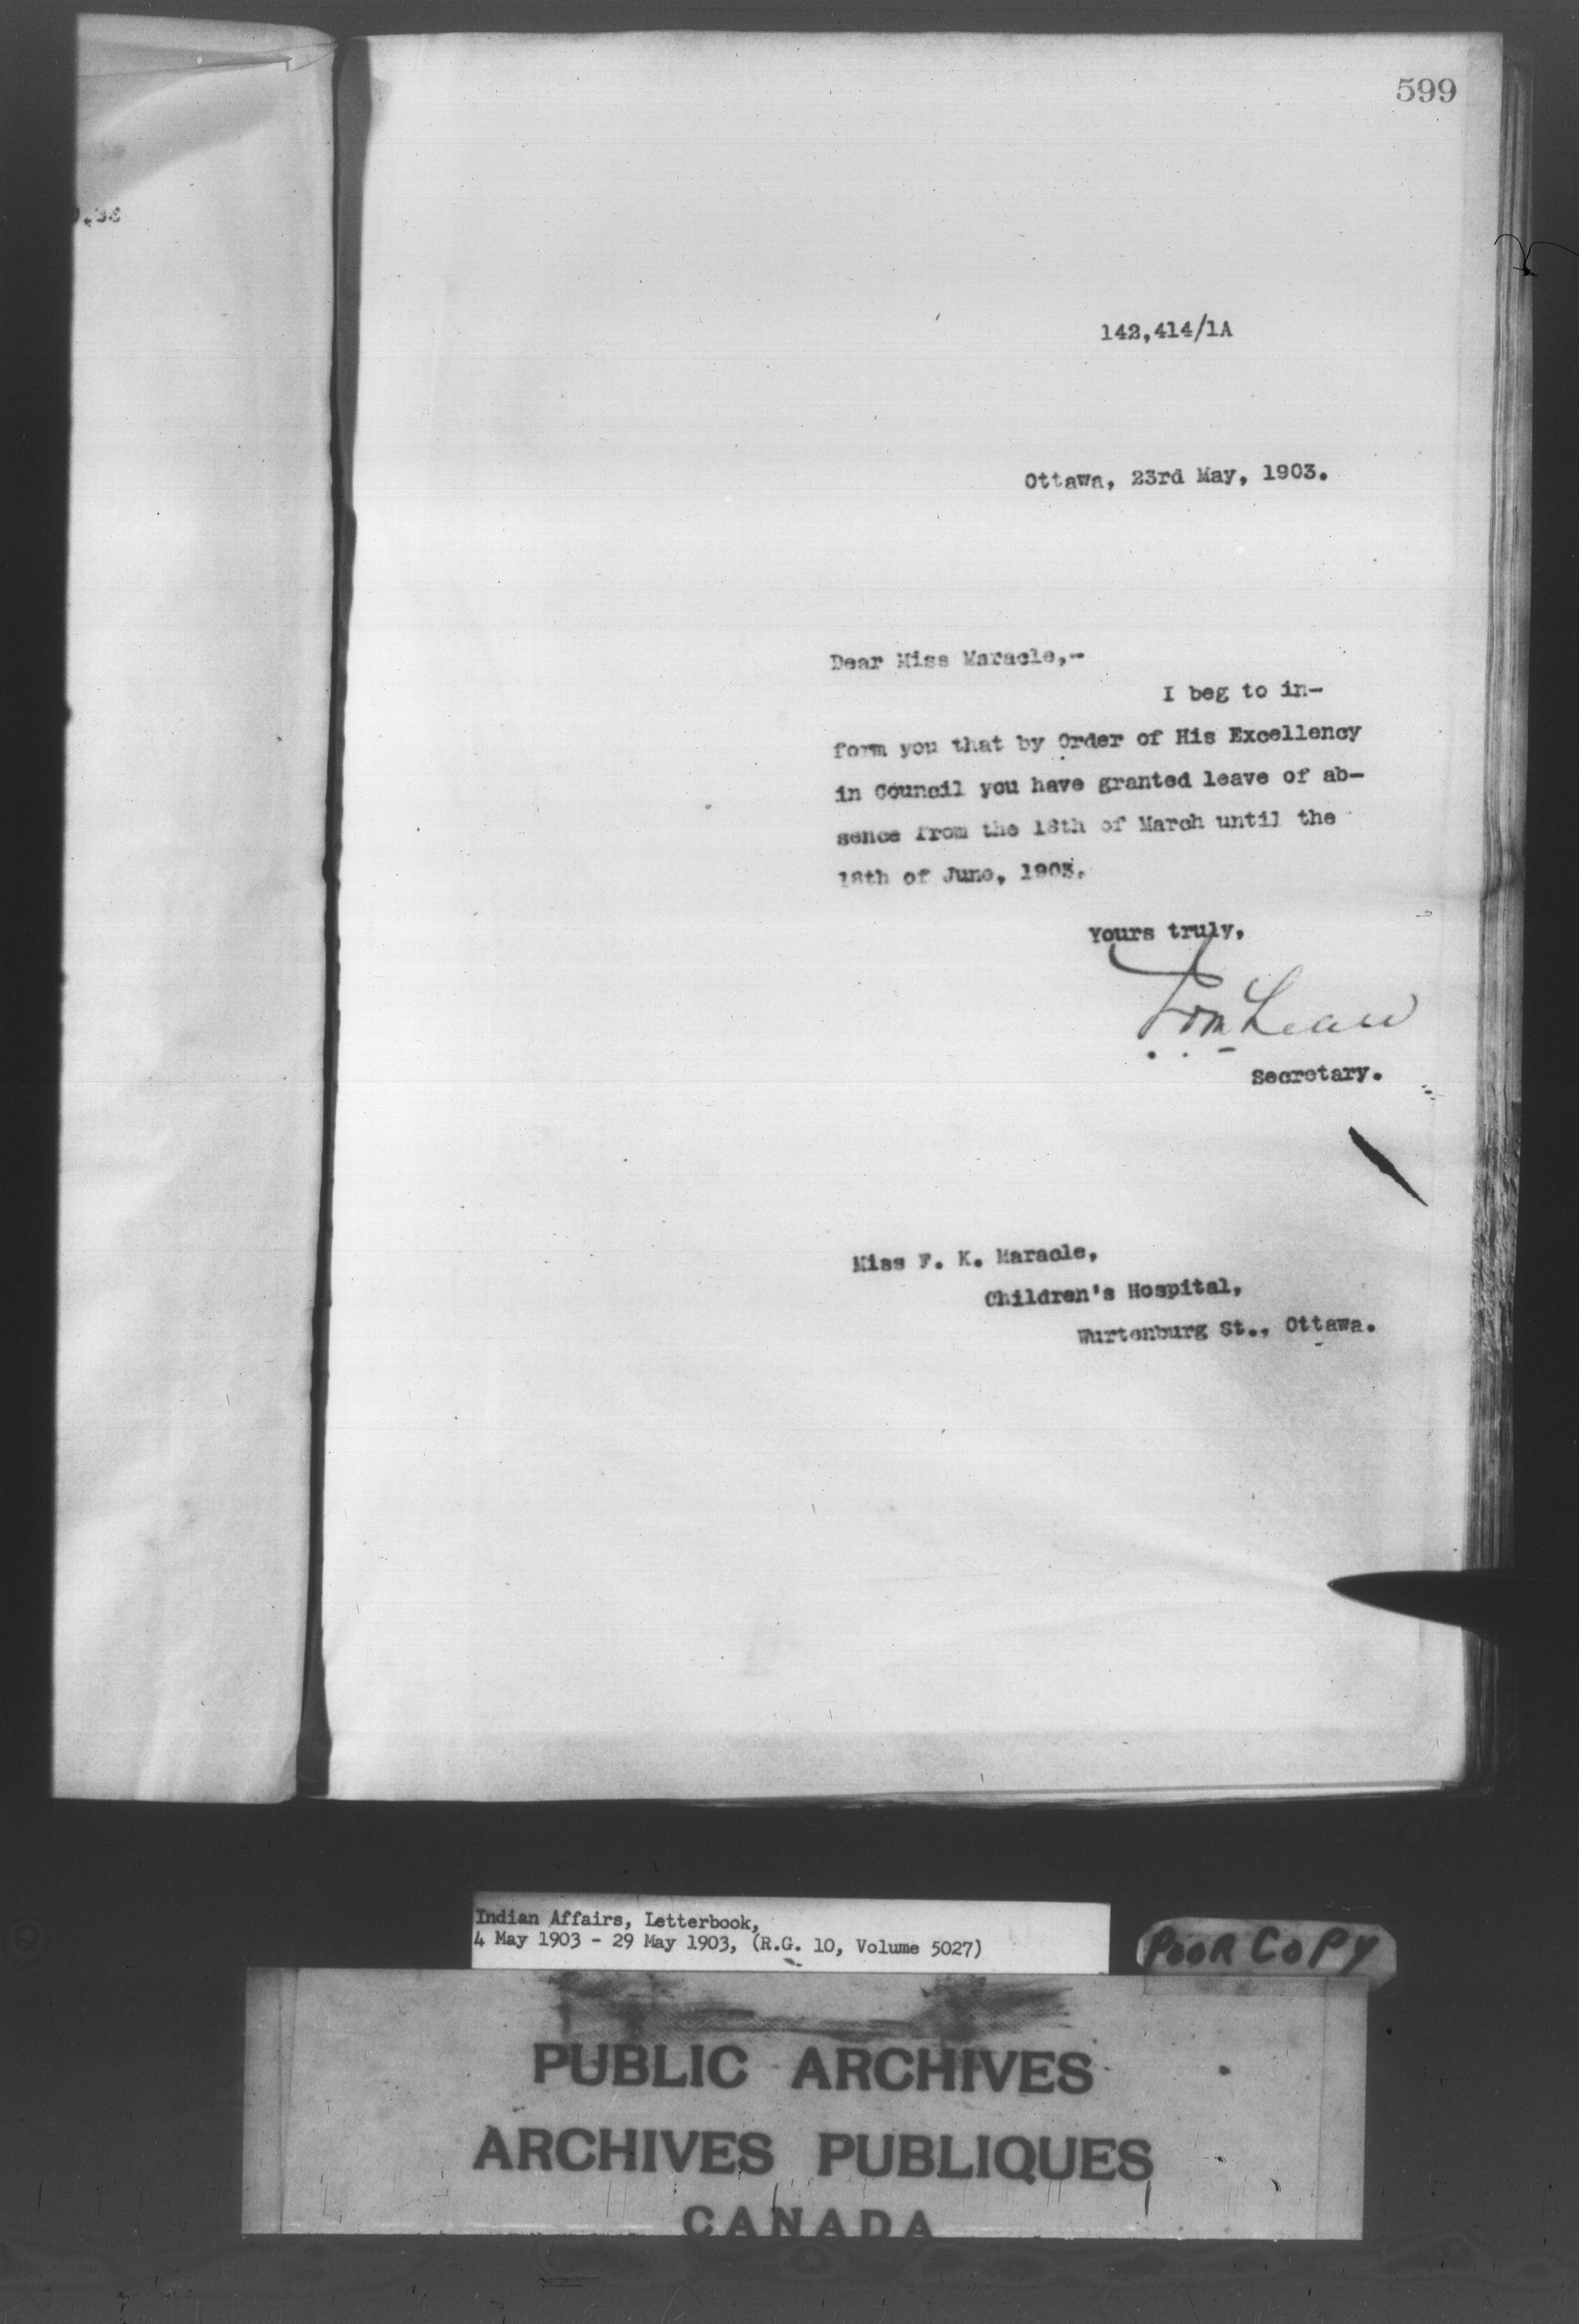 599
142,414/1A
Ottawa, 23rd May, 1903.
Dear Miss Maracle,-
I beg to in-
form you that by Order of His Excellency
in Council you have granted leave of ab-
sence from the 18th of March until the
18th of June, 1903.
Yours truly,
Secretary.
Miss F. K. Maracle,
Children's Hospital,
Wurtenburg St., Ottawa.
Indian Affairs, Letterbook,
4 May 1903 - 29 May 1903, (R.G. 10, Volume 5027)
POOR COPY
PUBLIC ARCHIVES
ARCHIVES PUBLIQUES
CANADA